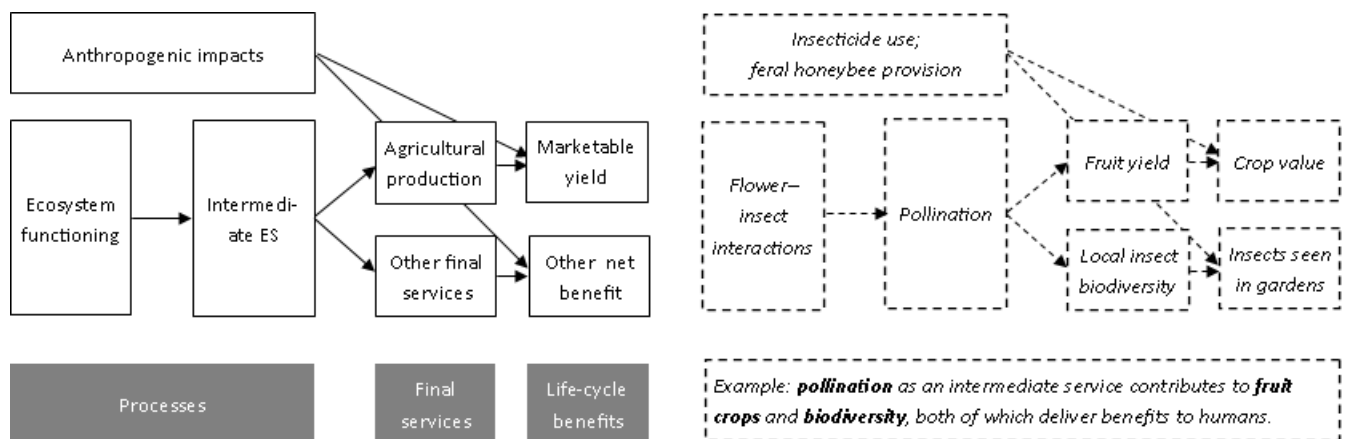 Anthropogenic impacts
Ecosystem
functioning
Intermedi-
ate ES
Agricultural
production
Marketable
yield
Other final
services
Other net
benefit
Processes
Final
services
Life-cycle
benefits
Insecticide use;
feral honeybee provision
Flower–
insect
interactions
Pollination
Fruit yield
Crop value
Local insect
biodiversity
Insects seen
in gardens
Example: pollination as an intermediate service contributes to fruit
crops and biodiversity, both of which deliver benefits to humans.